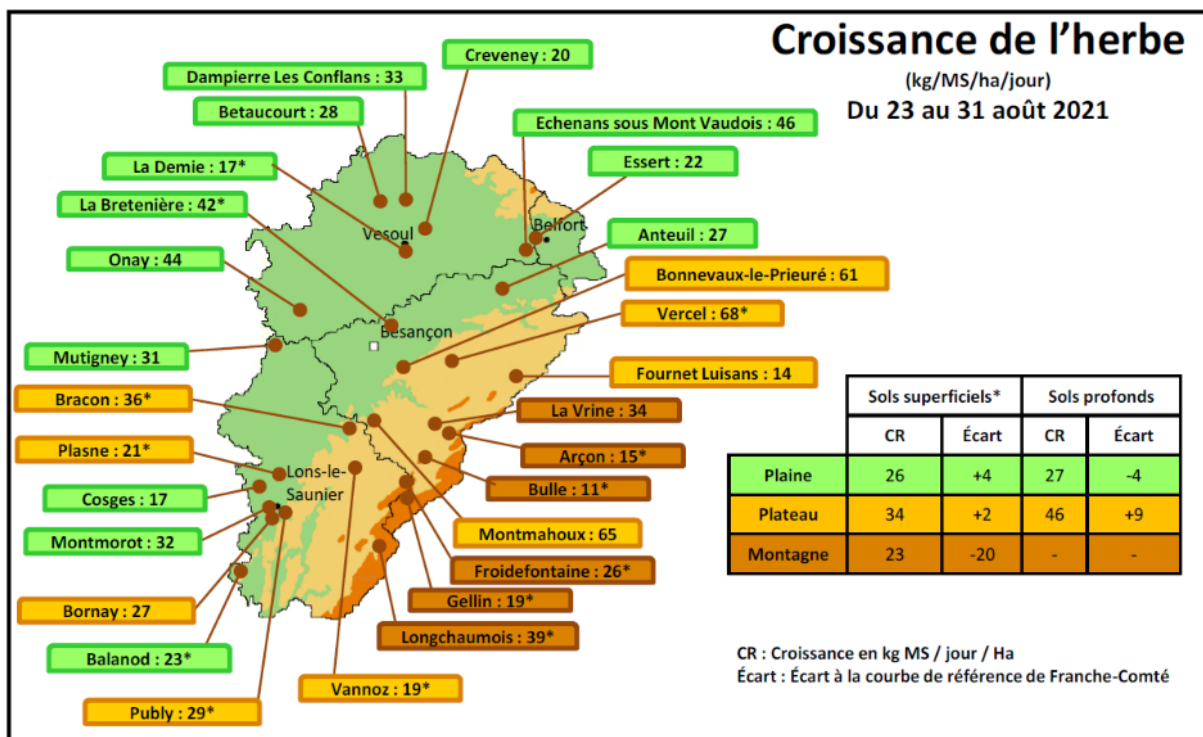 Croissance de l'herbe
(kg/MS/ha/jour)
Du 23 au 31 août 2021
Creveney : 20
Dampierre Les Conflans : 33
Betaucourt : 28
Echenans sous Mont Vaudois : 46
Essert : 22
La Demie : 17*
La Bretenière : 42*
Vesoul
Belfort
Anteuil : 27
Onay : 44
Bonnevaux-le-Prieuré : 61
Vercel : 68*
Besançon
Mutigney : 31
Fournet Luisans : 14
Bracon : 36*
La Vrine : 34
Plasne : 21*
Arçon : 15*
Lons-le-
Saunier
Bulle : 11*
Cosges : 17
Montmahoux : 65
Montmorot : 32
Froidefontaine : 26*
Gellin : 19*
Bornay : 27
Longchaumois : 39*
Balanod : 23*
Vannoz : 19*
Publy : 29*
Sols superficiels* Sols profonds
CR Écart CR Écart
Plaine 26 +4 27 -4
Plateau 34 +2 46 +9
Montagne 23 -20 - -
CR : Croissance en kg MS / jour / Ha
Écart : Écart à la courbe de référence de Franche-Comté